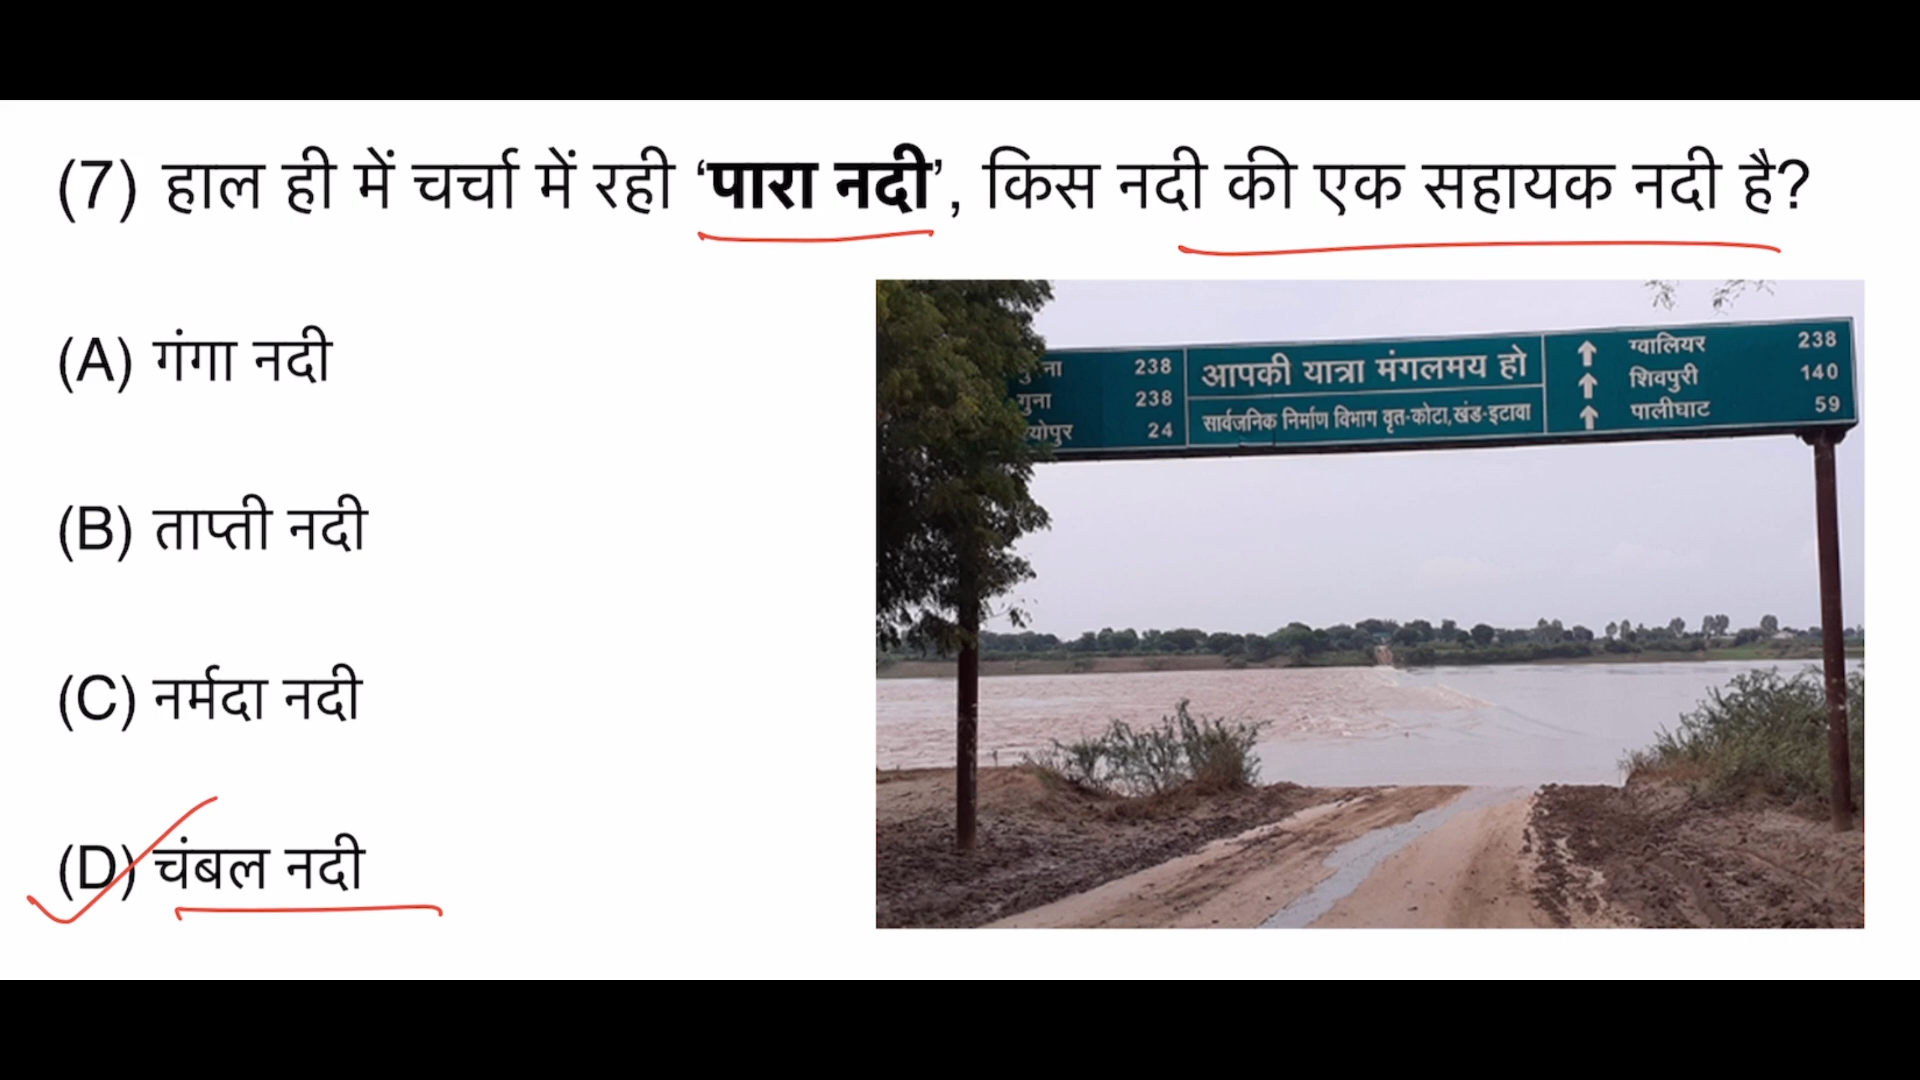 (7) हाल ही में चर्चा में रही ‘पारा नदी’, किस नदी की एक सहायक नदी है?
(A) गंगा नदी
(B) ताप्ती नदी
(C) नर्मदा नदी
(D) चंबल नदी
238
गुना 238
24
आपकी यात्रा मंगलमय हो
सार्वजनिक निर्माण विभाग वृत-कोटा,खंड-इटावा
ग्वालियर 238
शिवपुरी 140
पालीघाट 59